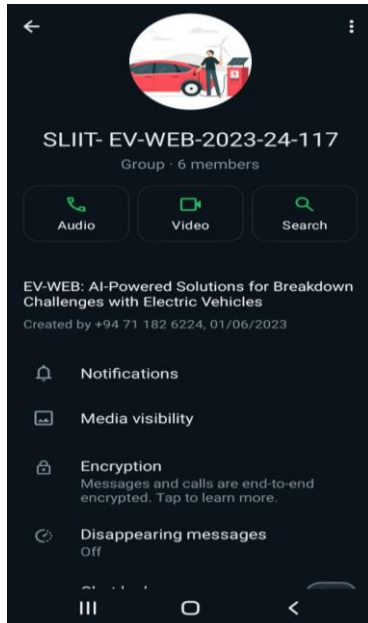 SLIIT- EV-WEB-2023-24-117
Group · 6 members
Audio Video Search
EV-WEB: AI-Powered Solutions for Breakdown
Challenges with Electric Vehicles
Created by +94 71 182 6224, 01/06/2023
Notifications
Media visibility
Encryption
Messages and calls are end-to-end
encrypted. Tap to learn more.
Disappearing messages
Off